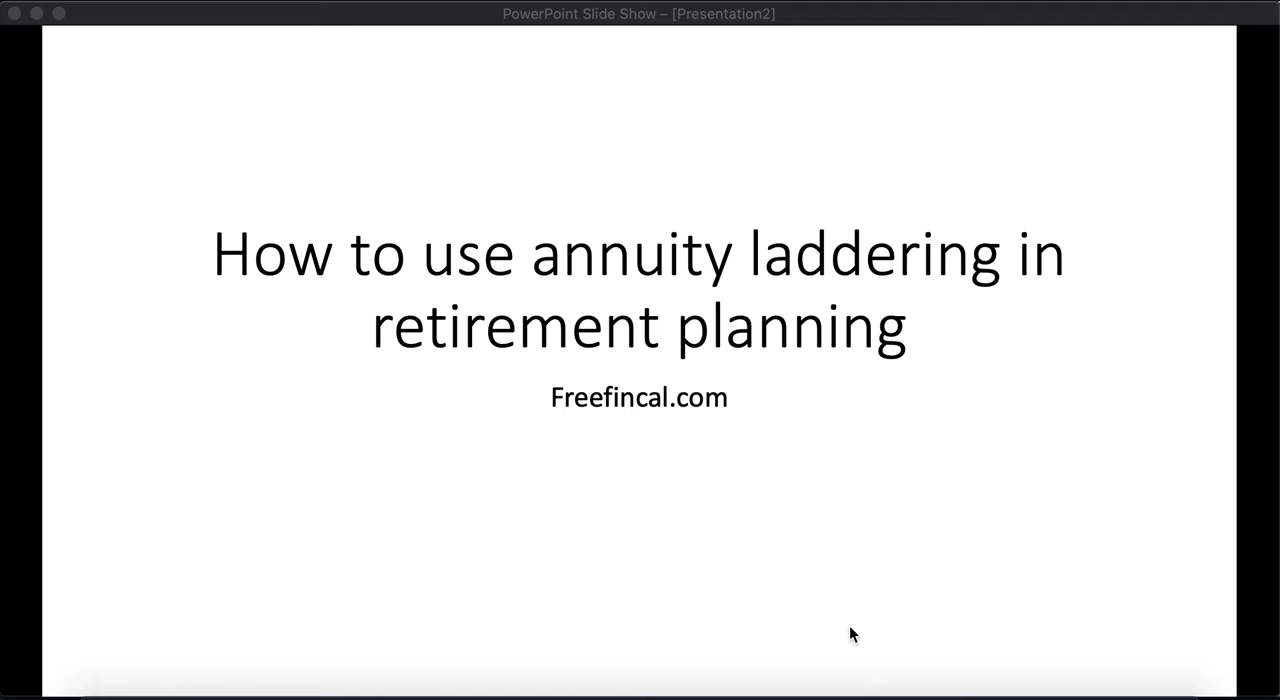 PowerPoint Slide Show – [Presentation2]
How to use annuity laddering in
retirement planning
Freefincal.com